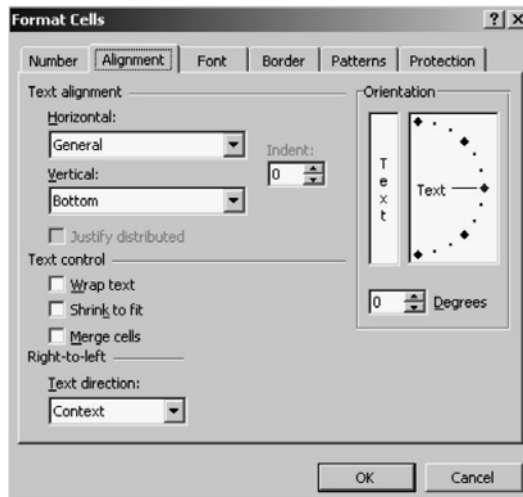 Format Cells
Number Alignment Font Border Patterns Protection
Text alignment
Horizontal:
General
Indent:
0
Vertical:
Bottom
Justify distributed
Text control
Wrap text
Shrink to fit
Merge cells
Right-to-left
Text direction:
Context
Orientation
Text
Text
0 Degrees
OK Cancel